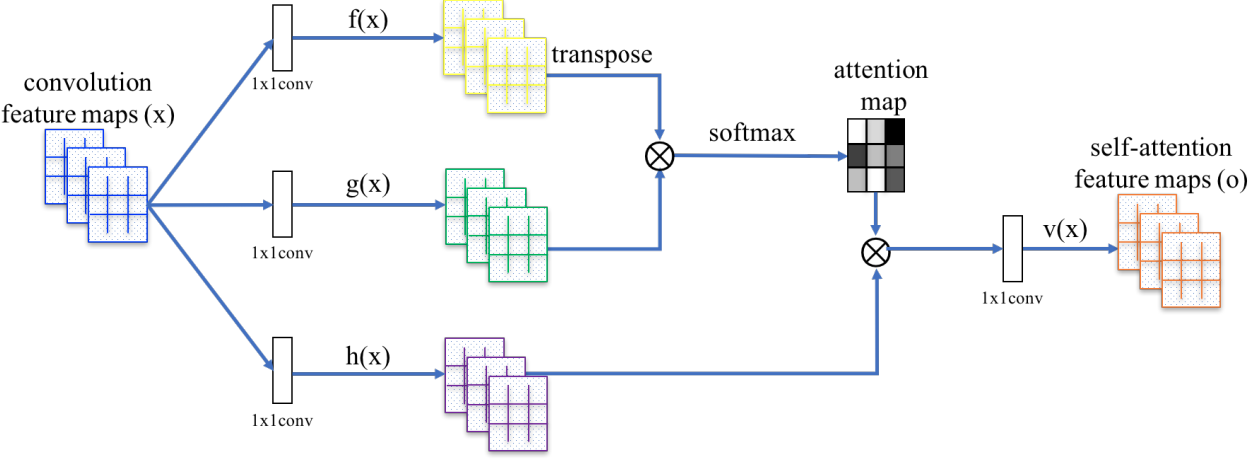 f(x)
1x1conv
transpose
convolution
feature maps (x)
attention
map
softmax
g(x)
1x1conv
self-attention
feature maps (o)
v(x)
1x1conv
h(x)
1x1conv